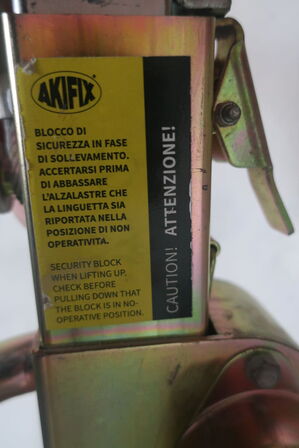 AKIFIX
BLOCCO DI
SICUREZZA IN FASE
DI SOLLEVAMENTO.
ACCERTARSI PRIMA
DI ABBASSARE
L'ALZALASTRE CHE
LA LINGUETTA SIA
RIPORTATA NELLA
POSIZIONE DI NON
OPERATIVITA.
SECURITY BLOCK
WHEN LIFTING UP.
CHECK BEFORE
PULLING DOWN THAT
THE BLOCK IS IN NO-
OPERATIVE POSITION.
CAUTION! ATTENZIONE!